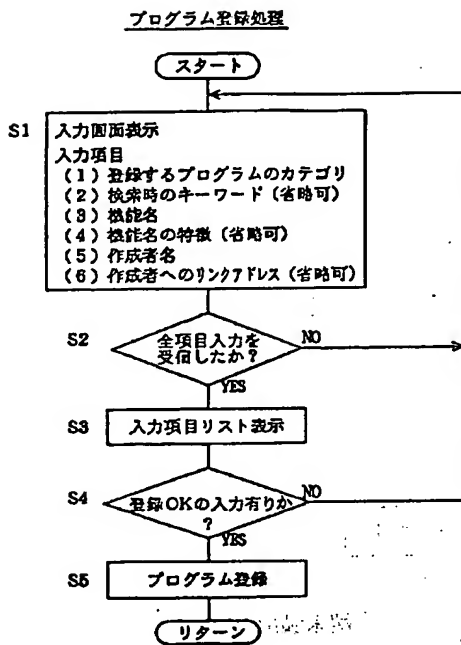 プログラム登録処理
スタート
S1
入力画面表示
入力項目
(1)登録するプログラムのカテゴリ
(2)検索時のキーワード(省略可)
(3)機能名
(4)機能名の特徴(省略可)
(5)作成者名
(6)作成者へのリンクアドレス(省略可)
S2
全項目入力を
受信したか?
NO
YES
S3
入力項目リスト表示
S4
登録OKの入力有りか
?
NO
YES
S5
プログラム登録
リターン